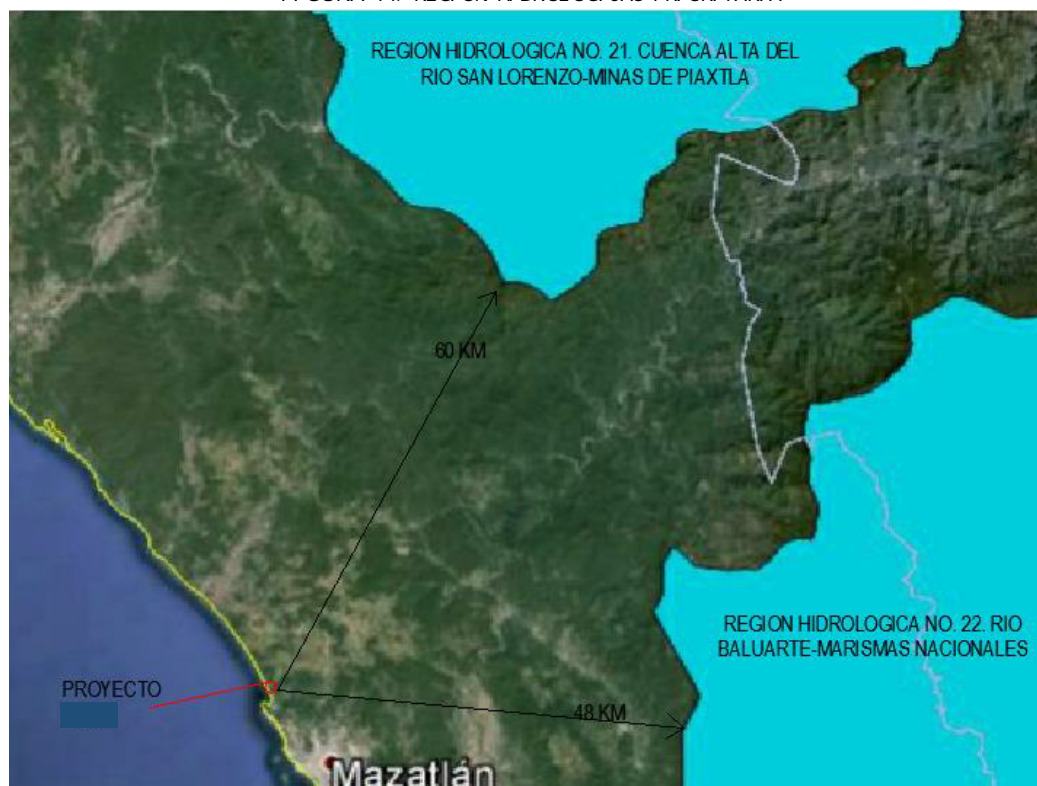 REGION HIDROLOGICA NO. 21. CUENCA ALTA DEL
RIO SAN LORENZO-MINAS DE PIAXTLA
60 KM
REGION HIDROLOGICA NO. 22. RIO
BALUARTE-MARISMAS NACIONALES
PROYECTO
48 KM
Mazatlán